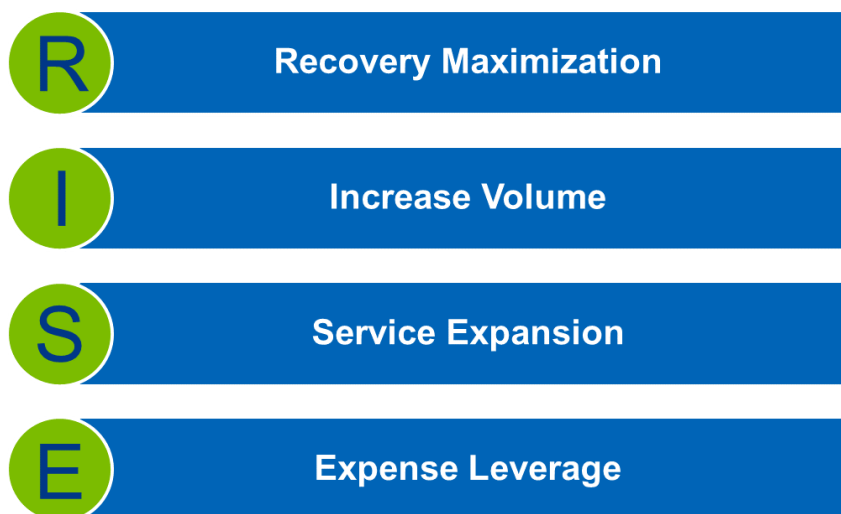 R Recovery Maximization
I Increase Volume
S Service Expansion
E Expense Leverage